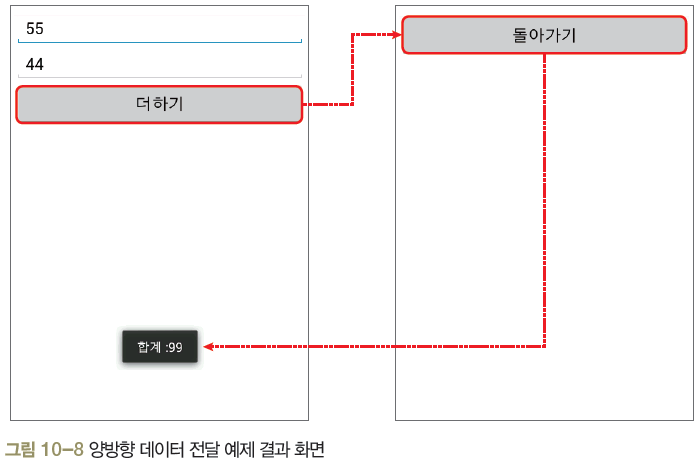 55
44
더하기
돌아가기
합계 :99
그림 10-8 양방향 데이터 전달 예제 결과 화면